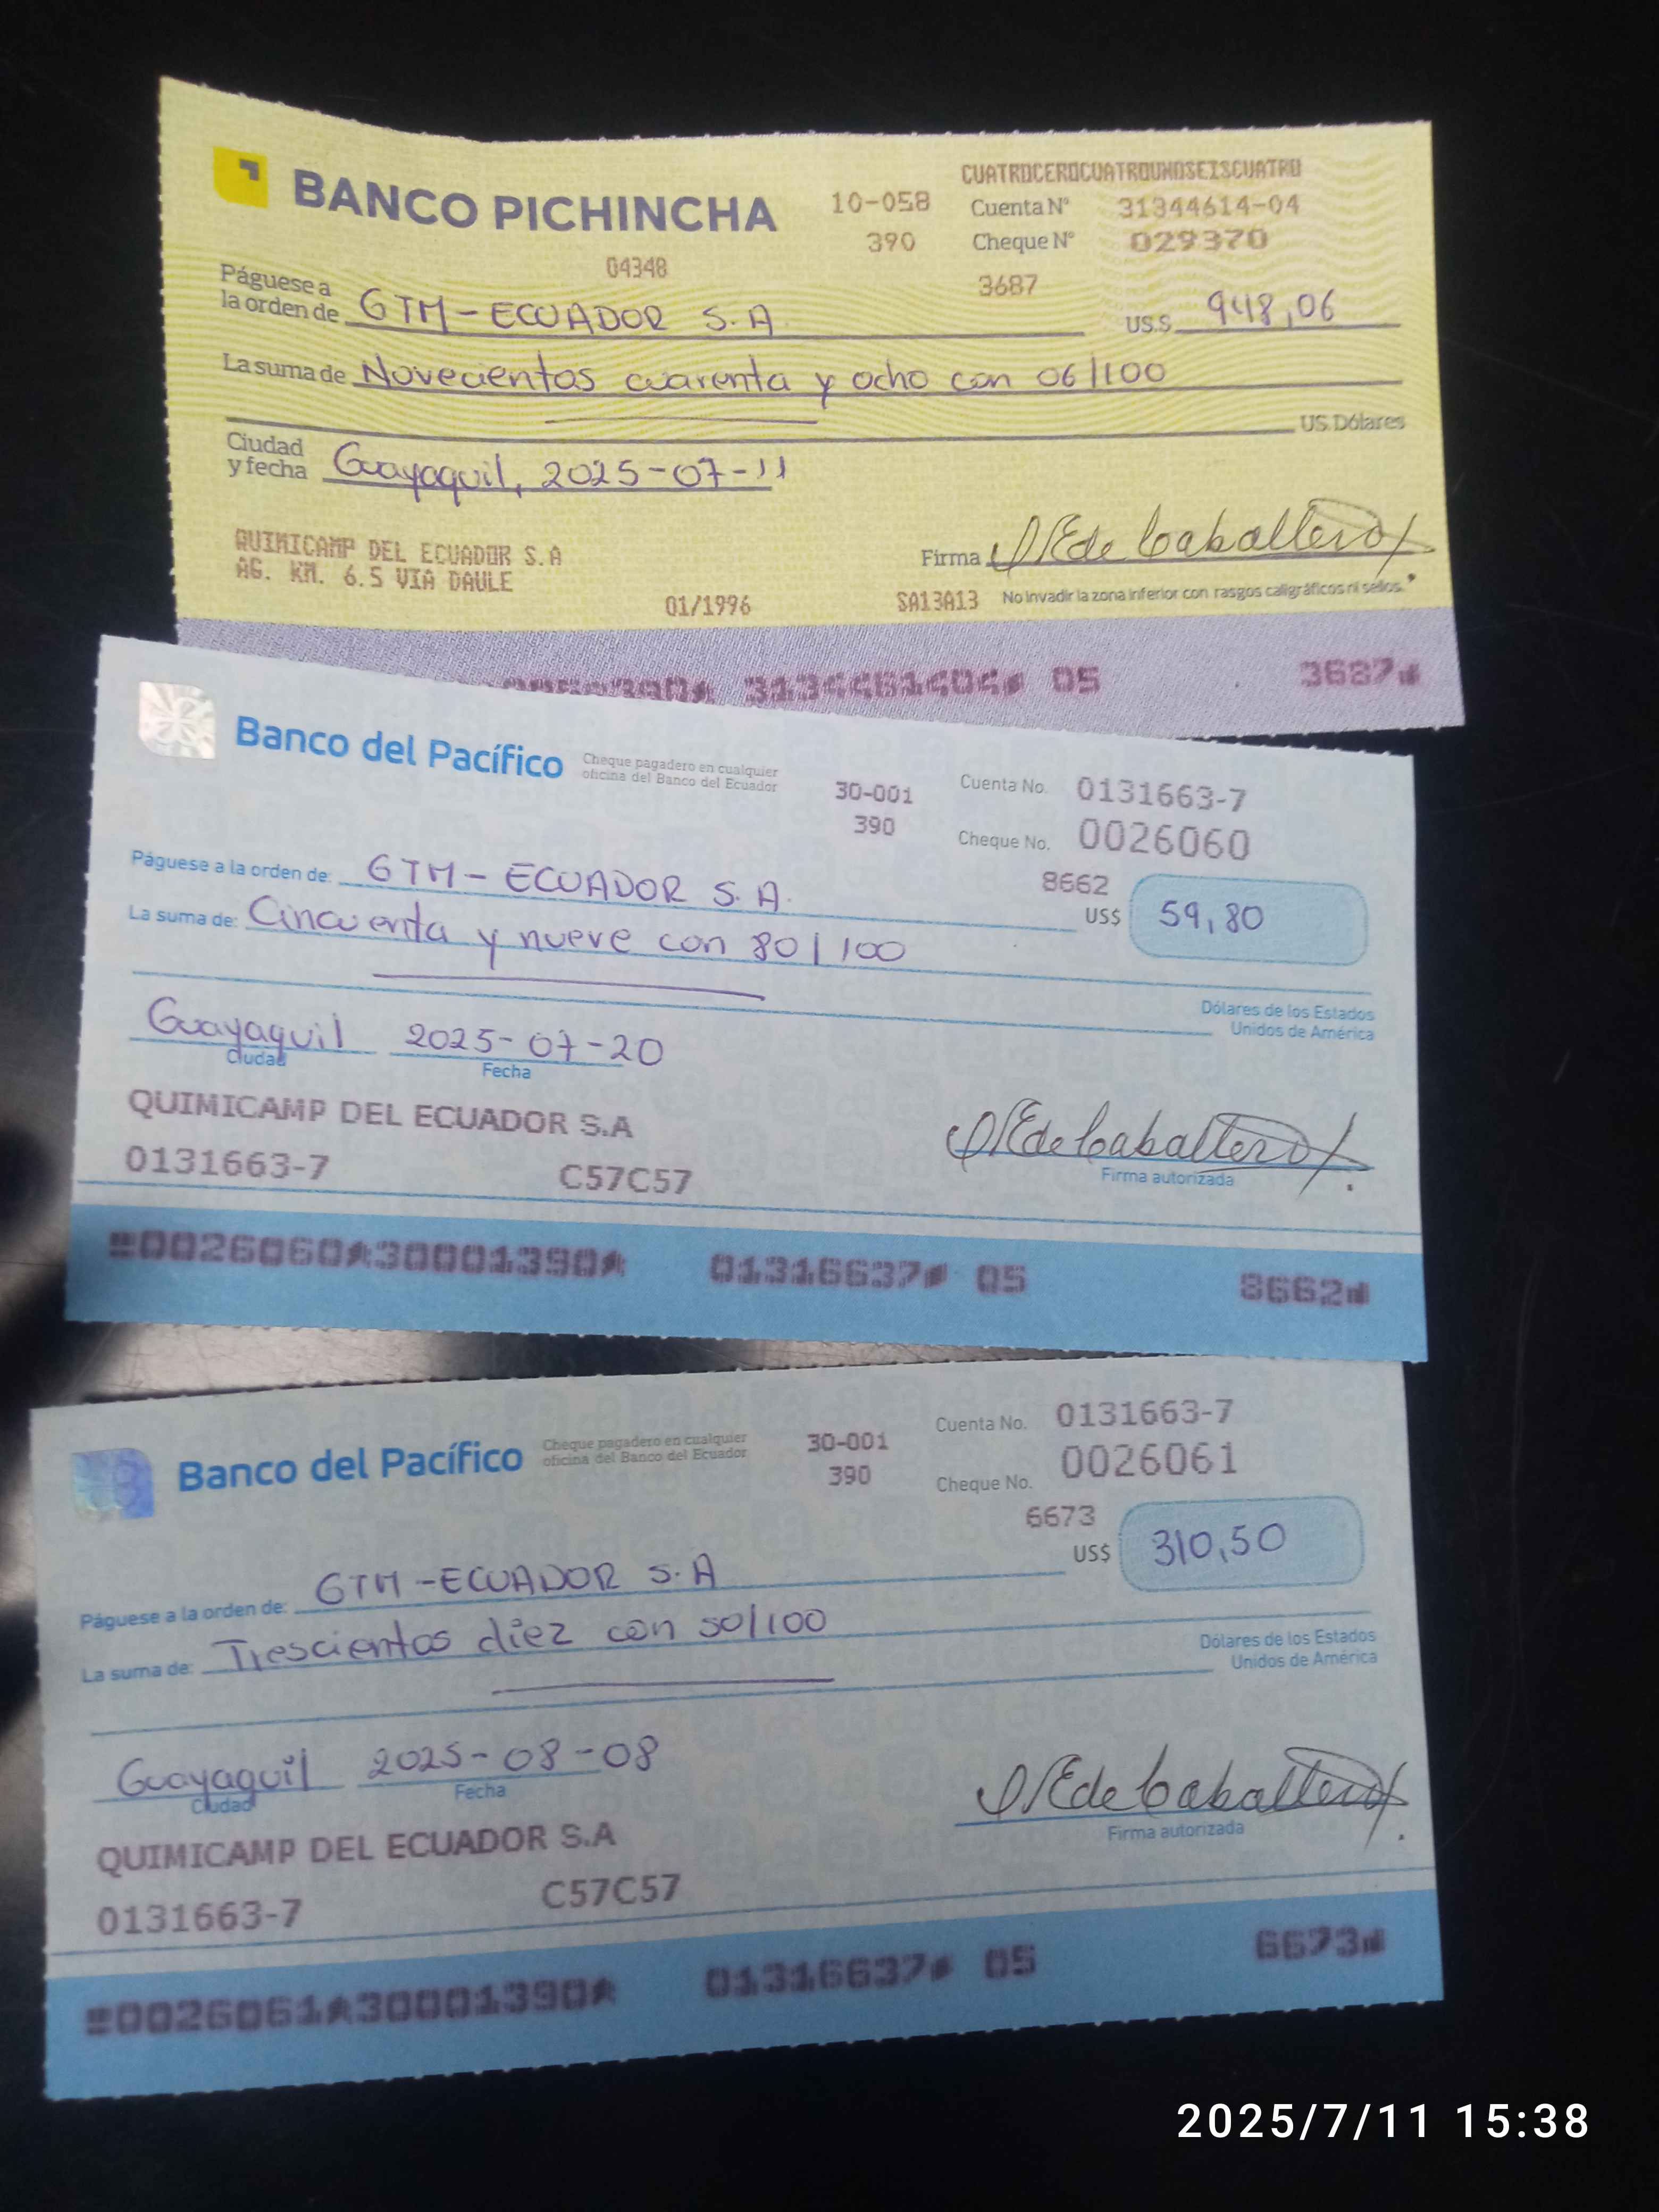 BANCO PICHINCHA
10-058
390
CUATROCEROCUATROUNOSEISCUATRO
Cuenta N° 31344614-04
Cheque N° 029370
04348
3687
Páguese a
la orden de GTM-ECUADOR S.A
US.$ 948,06
La suma de Novecientos cuarenta y ocho con 06/100
US. Dólares
Ciudad
y fecha Guayaquil, 2025-07-11
QUIMICAMP DEL ECUADOR S.A
AG. KM. 6.5 VIA DAULE
Firma
01/1996
SA13A13
No invadir la zona inferior con rasgos caligráficos ni sellos.
3134461404 05 3687
Banco del Pacífico
Cheque pagadero en cualquier
oficina del Banco del Ecuador
30-001
390
Cuenta No. 0131663-7
Cheque No. 0026060
8662
Páguese a la orden de: GTM-ECUADOR S.A.
US$ 59,80
La suma de: Cincuenta y nueve con 80/100
Dólares de los Estados
Unidos de América
Guayaquil 2025-07-20
Ciudad Fecha
QUIMICAMP DEL ECUADOR S.A
0131663-7 C57C57
Firma autorizada
0026060 30001390 01316637 05 8662
Banco del Pacífico
Cheque pagadero en cualquier
oficina del Banco del Ecuador
30-001
390
Cuenta No. 0131663-7
Cheque No. 0026061
6673
Páguese a la orden de: GTM-ECUADOR S.A
US$ 310,50
La suma de: Trescientos diez con 50/100
Dólares de los Estados
Unidos de América
Guayaquil 2025-08-08
Ciudad Fecha
QUIMICAMP DEL ECUADOR S.A
0131663-7 C57C57
Firma autorizada
0026061 30001390 01316637 05 6673
2025/7/11 15:38